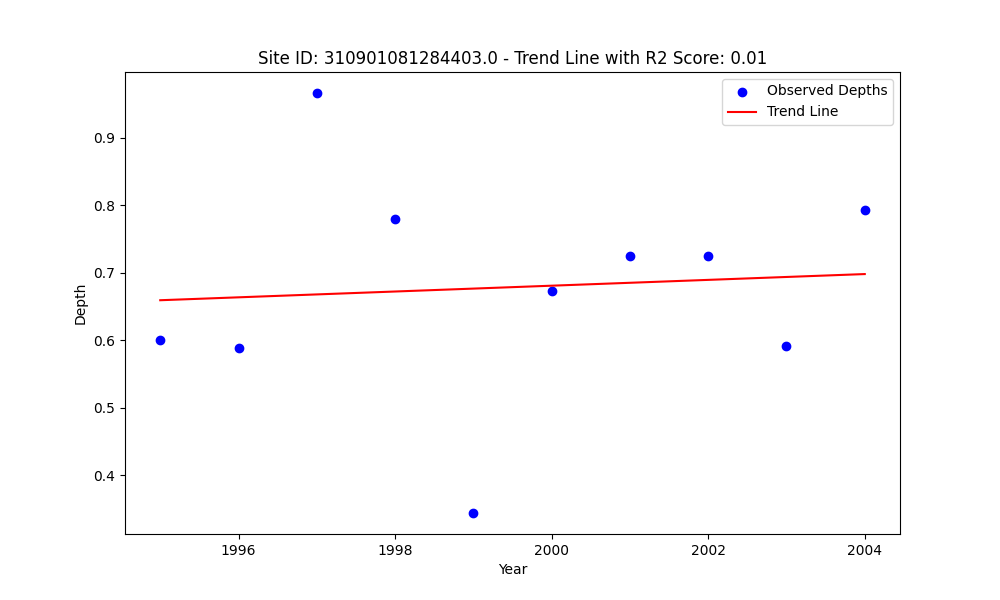 Site ID: 310901081284403.0 - Trend Line with R2 Score: 0.01
Observed Depths
Trend Line
0.9
0.8
0.7
0.6
0.5
0.4
Depth
1996
1998
2000
2002
2004
Year